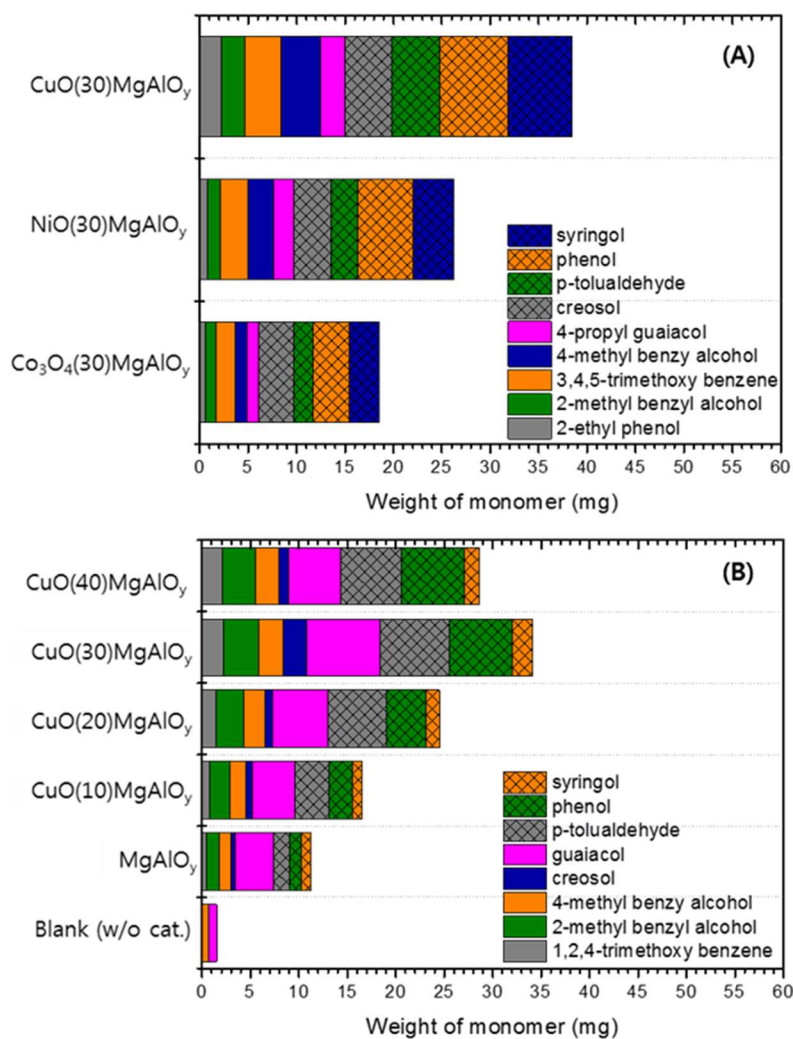 (A)
CuO(30)MgAlOy
NiO(30)MgAlOy
Co3O4(30)MgAlOy
syringol
phenol
p-tolualdehyde
creosol
4-propyl guaiacol
4-methyl benzy alcohol
3,4,5-trimethoxy benzene
2-methyl benzyl alcohol
2-ethyl phenol
0 5 10 15 20 25 30 35 40 45 50 55 60
Weight of monomer (mg)
(B)
CuO(40)MgAlOy
CuO(30)MgAlOy
CuO(20)MgAlOy
CuO(10)MgAlOy
MgAlOy
Blank (w/o cat.)
syringol
phenol
p-tolualdehyde
guaiacol
creosol
4-methyl benzy alcohol
2-methyl benzyl alcohol
1,2,4-trimethoxy benzene
0 5 10 15 20 25 30 35 40 45 50 55 60
Weight of monomer (mg)